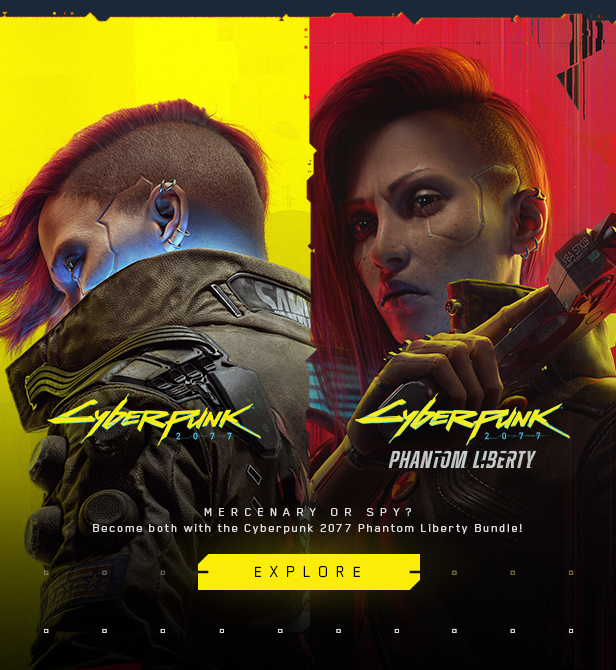 CYBERPUNK
2077
CYBERPUNK
2077
PHANTOM LIBERTY
MERCENARY OR SPY?
Become both with the Cyberpunk 2077 Phantom Liberty Bundle!
EXPLORE